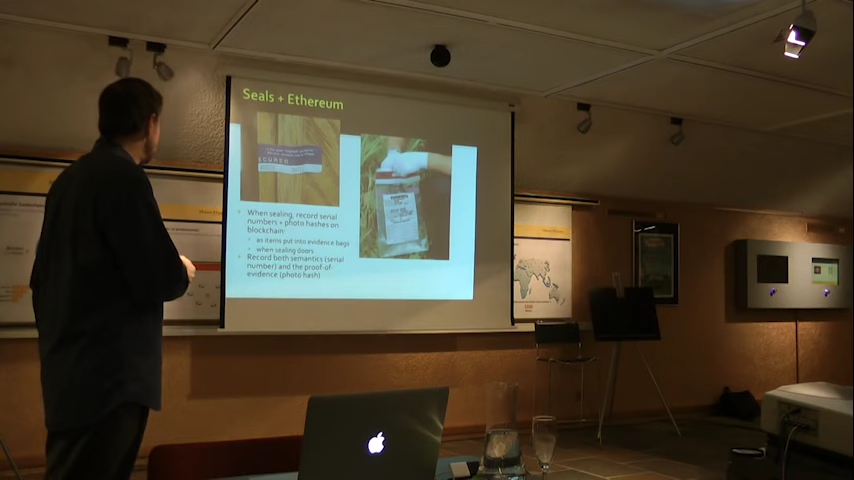 Seals + Ethereum
When sealing, record serial
numbers + photo hashes on
blockchain:
as items put into evidence bags
when sealing doors
Record both semantics (serial
number) and the proof-of-
evidence (photo hash)